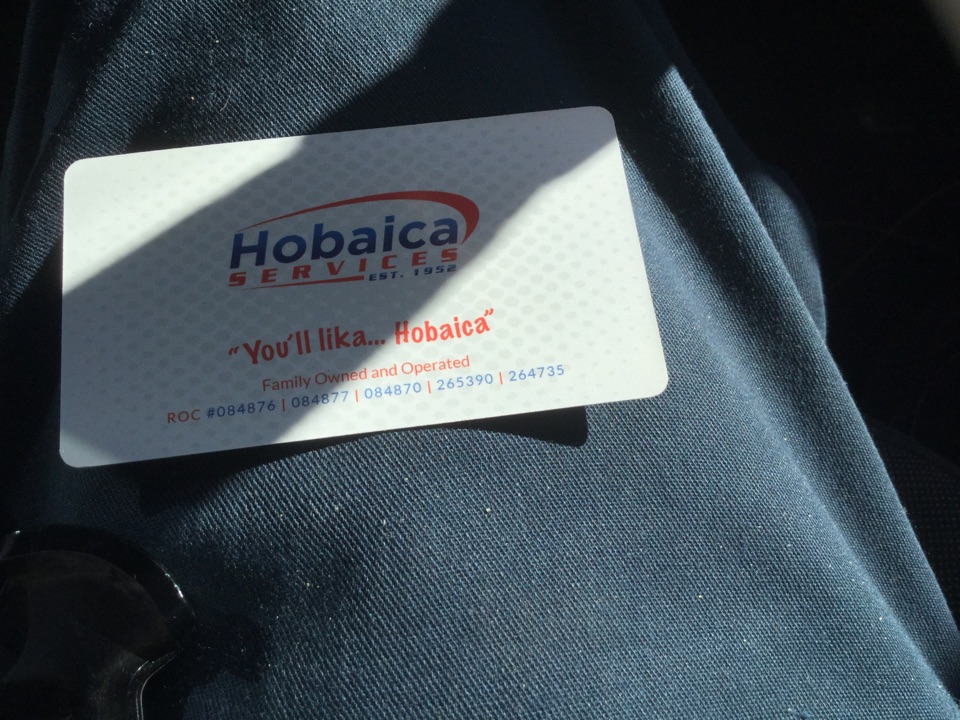 Hobaica
SERVICES
EST. 1952
"You'll lika... Hobaica"
Family Owned and Operated
ROC #084876 | 084877 | 084870 | 265390 | 264735